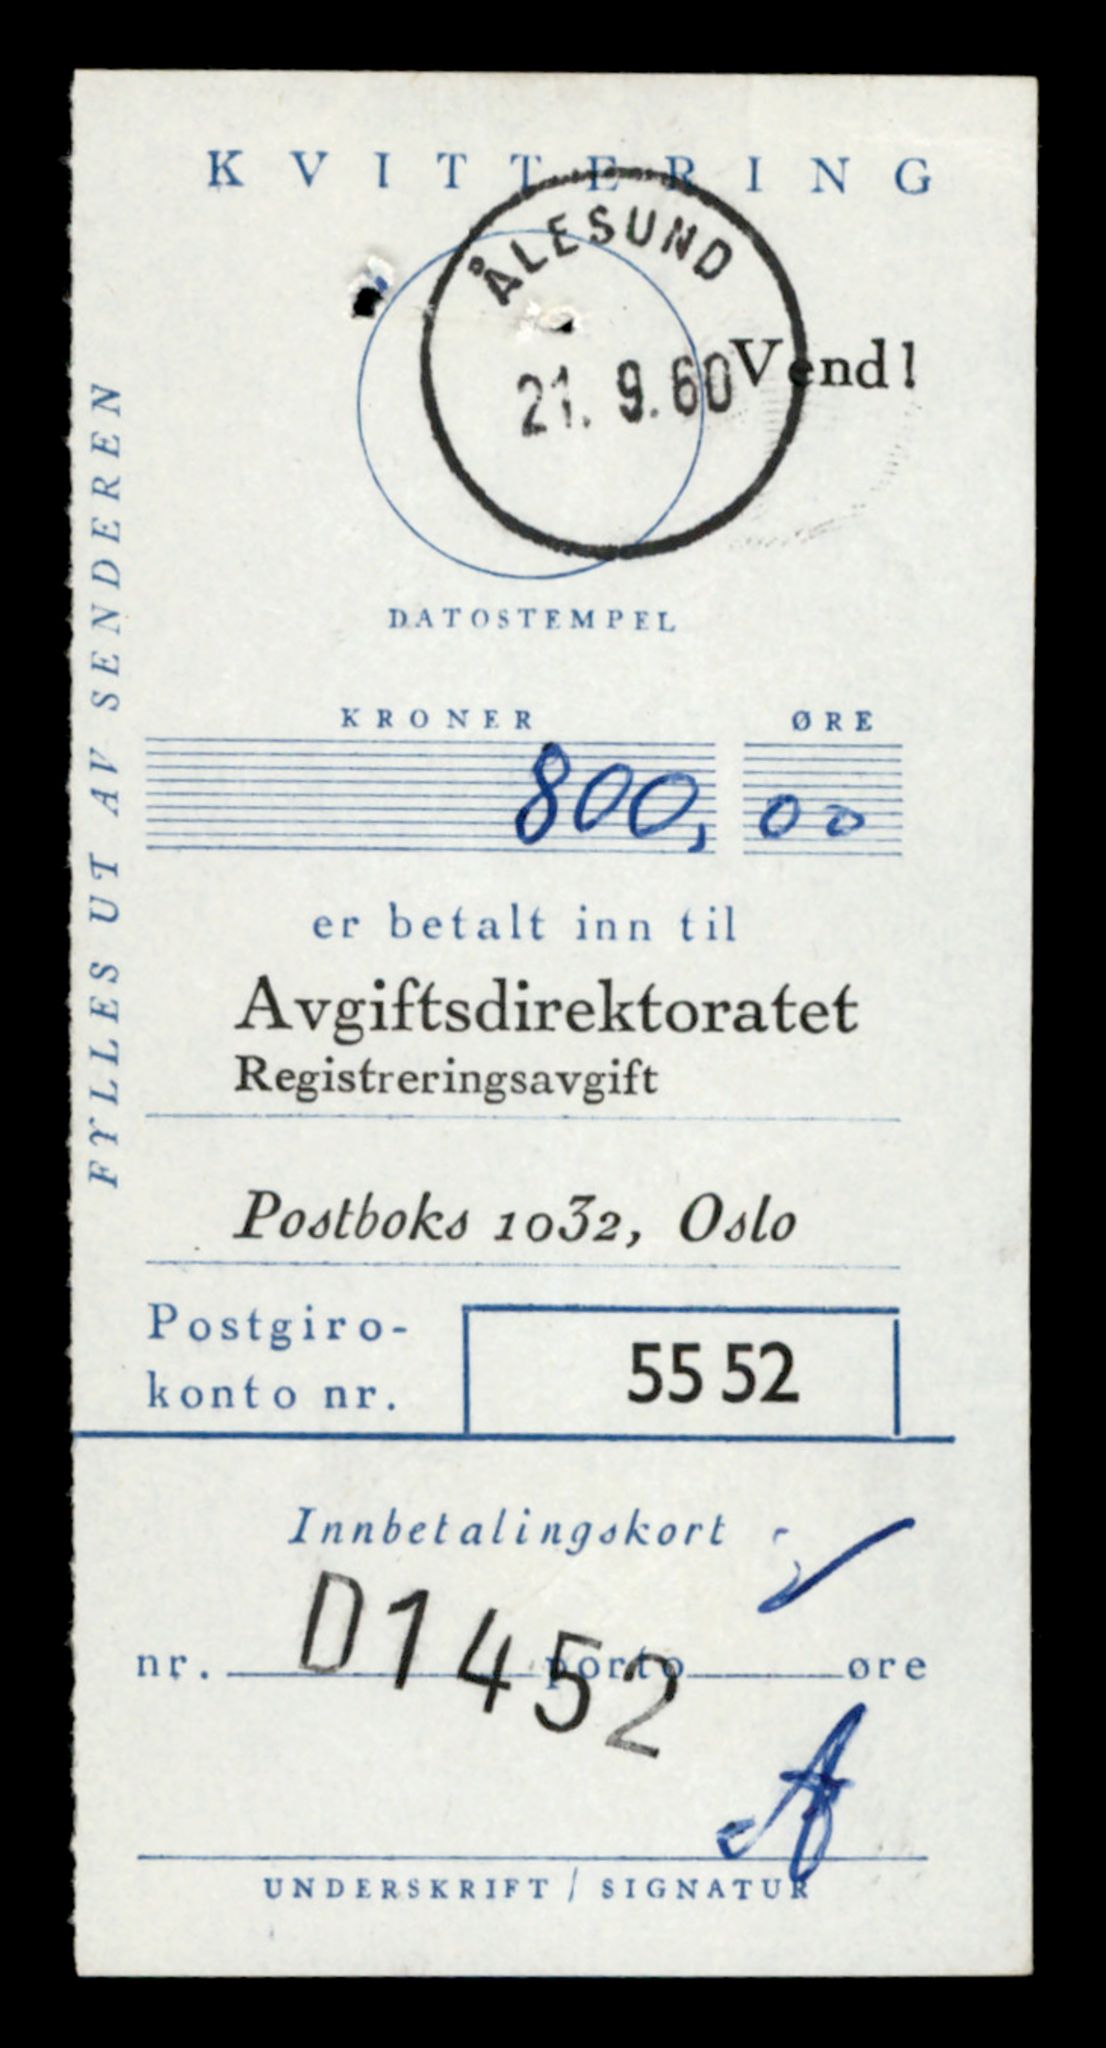 KVITTERING
ÅLESUND
21. 9.60
Vend!
DATOSTEMPEL
FYLLES UT AV SENDEREN
KRONER ØRE
800, 00
er betalt inn til
Avgiftsdirektoratet
Registreringsavgift
Postboks 1032, Oslo
Postgiro-
konto nr.
55 52
Innbetalingskort
D1452
nr. porto øre
UNDERSKRIFT / SIGNATUR